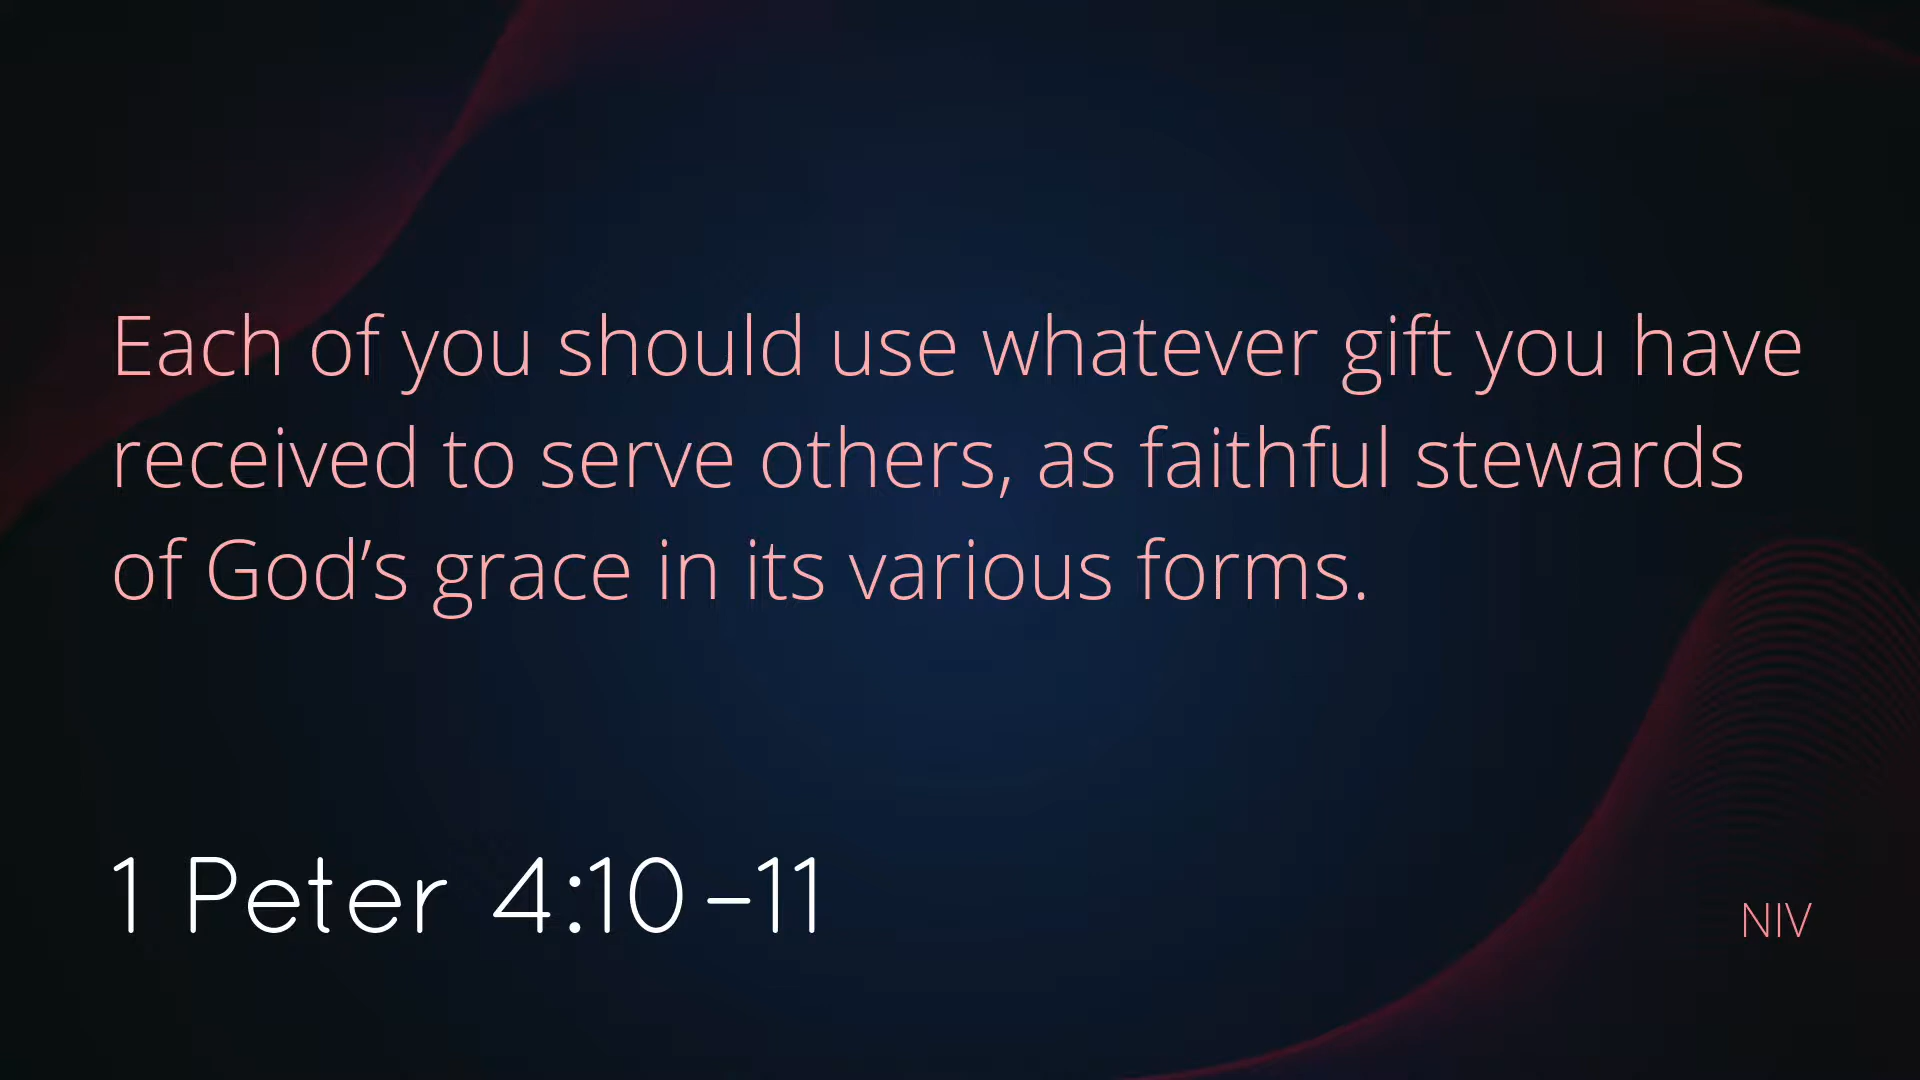 Each of you should use whatever gift you have
received to serve others, as faithful stewards
of God’s grace in its various forms.
1 Peter 4:10-11
NIV